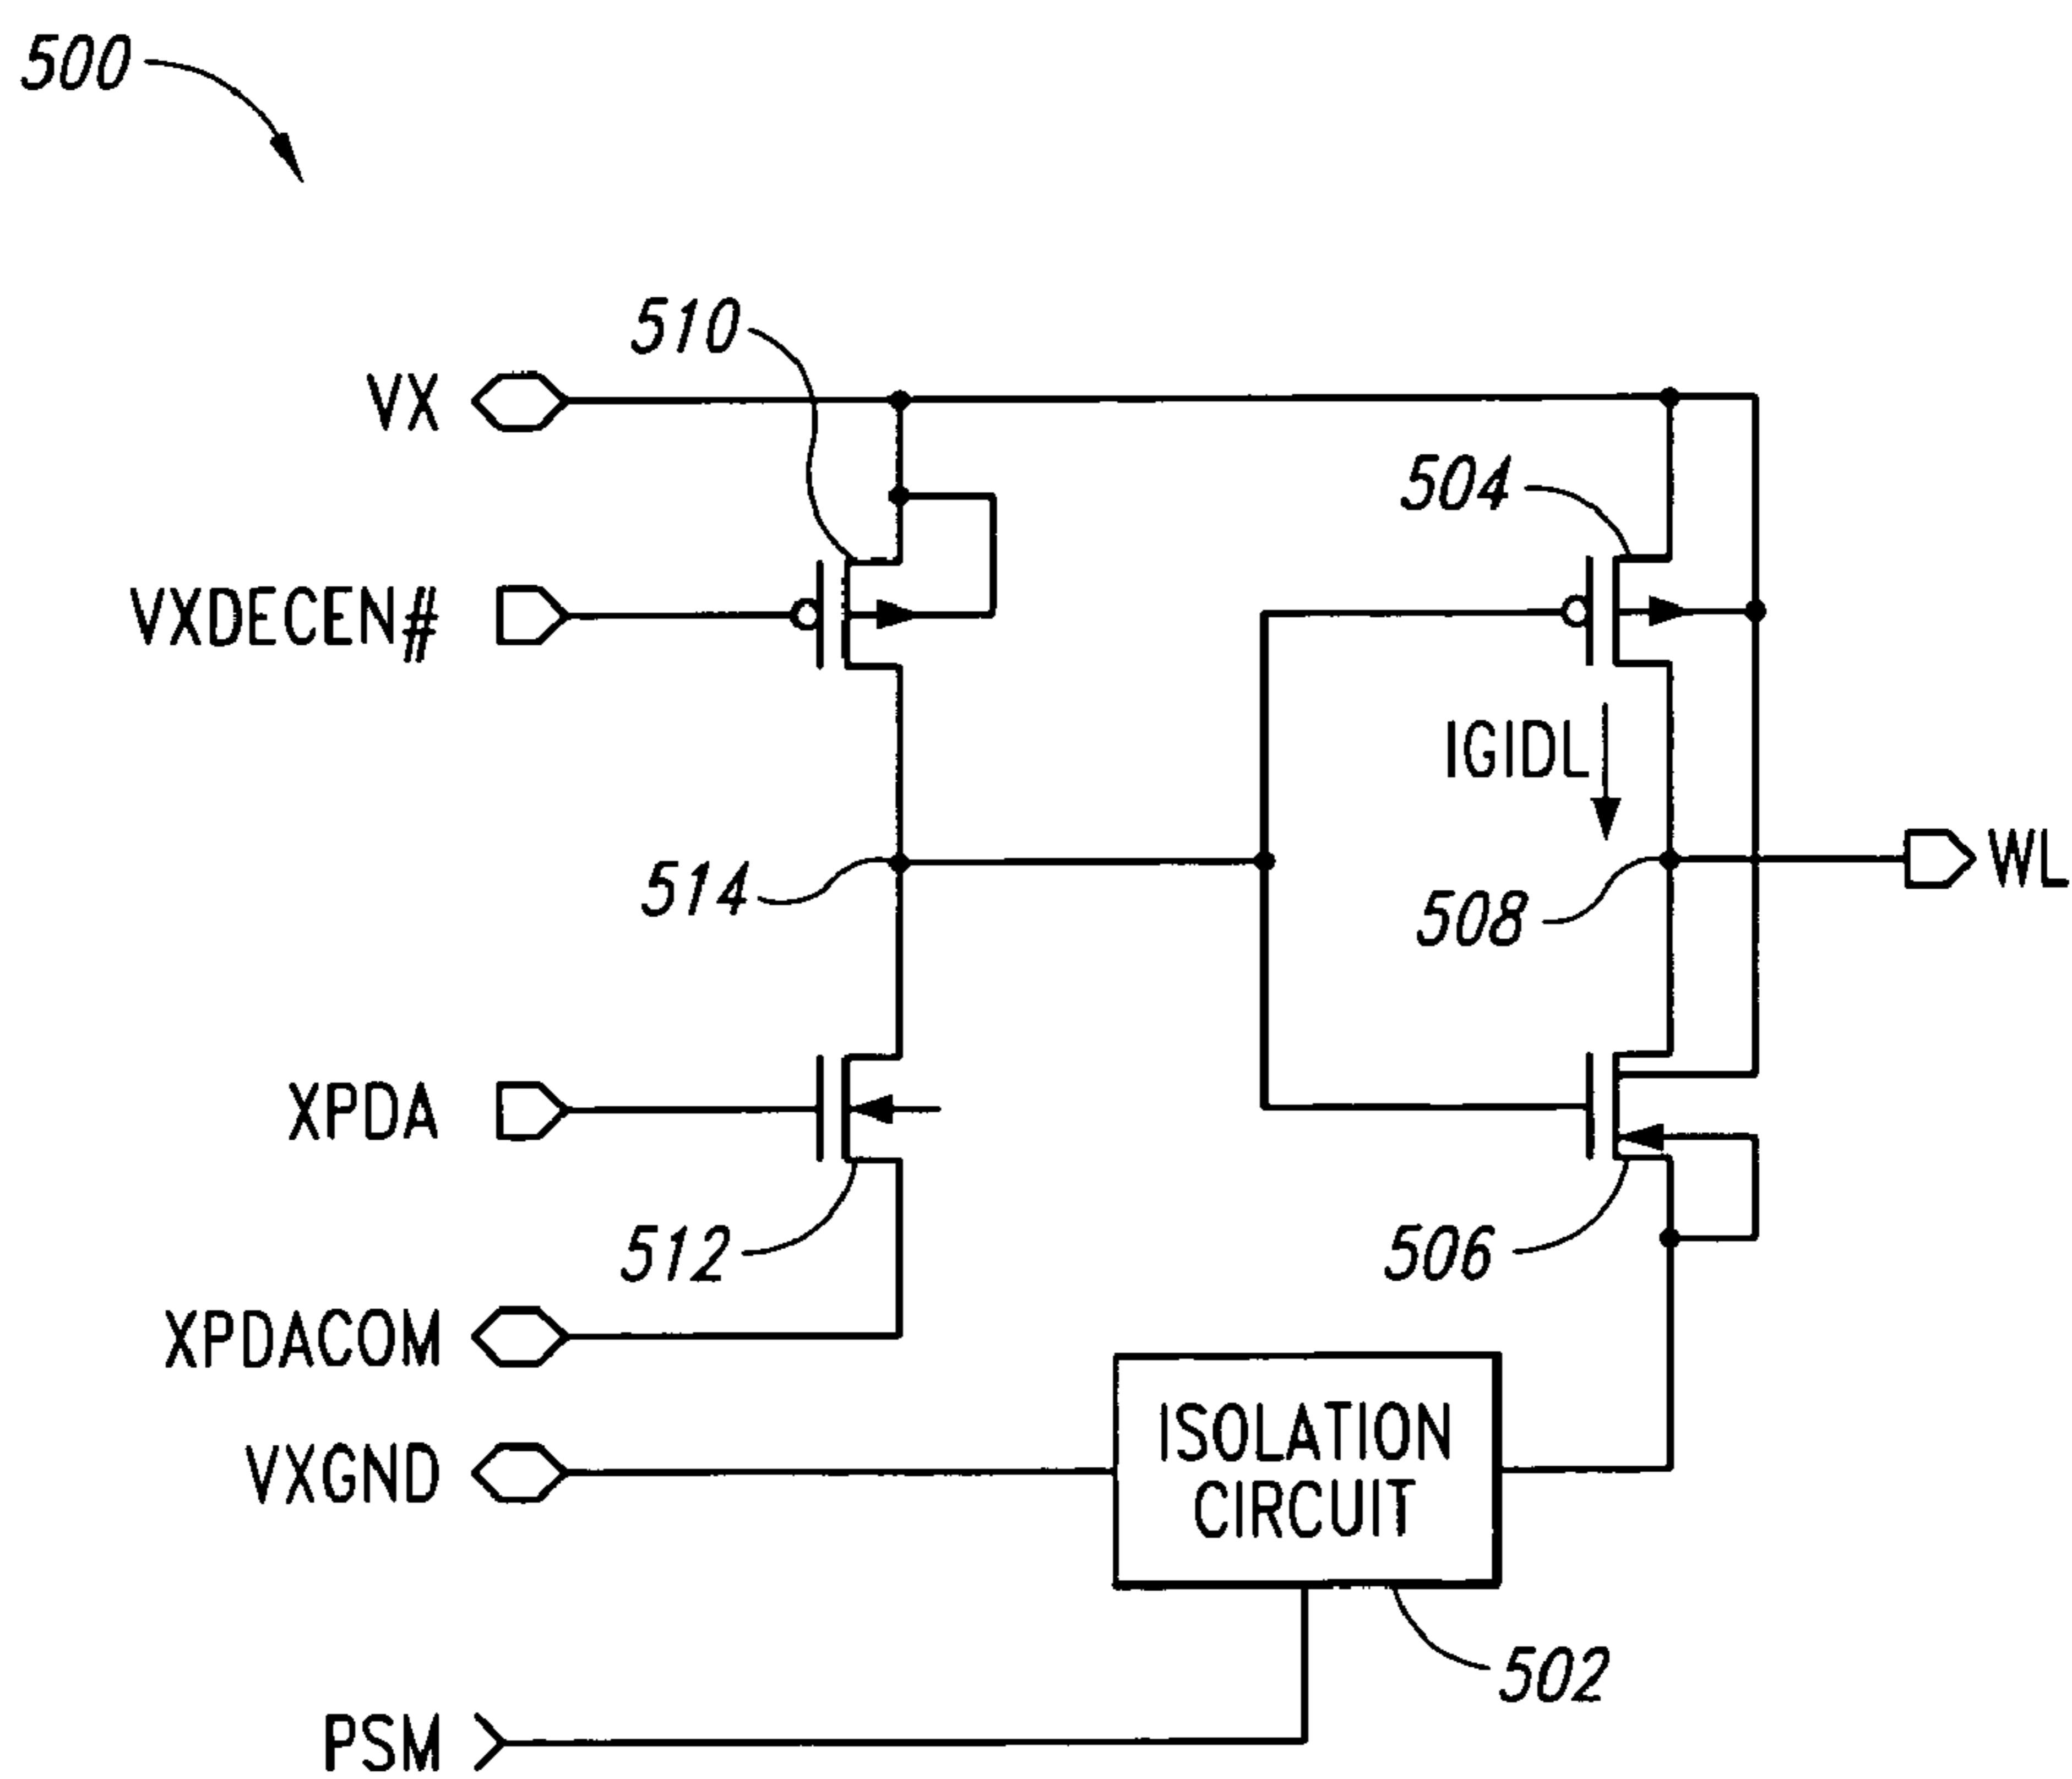 500
510
VX
504
VXDECEN#
IGIDL
514
508
WL
XPDA
512
506
XPDACOM
ISOLATION
CIRCUIT
VXGND
502
PSM